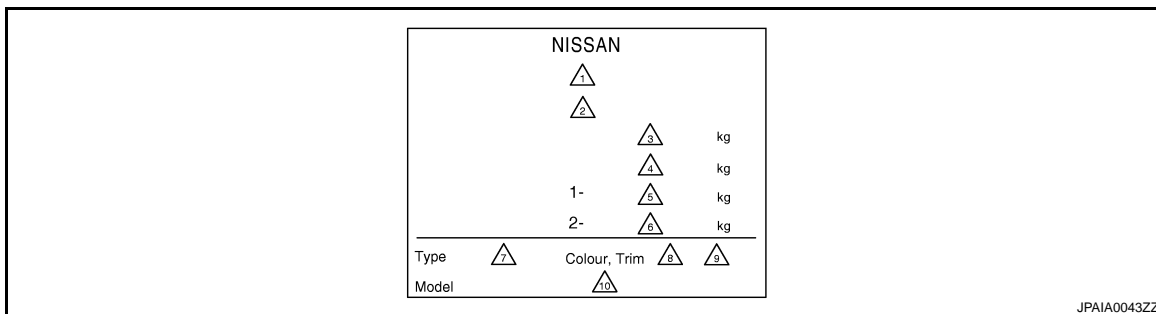 NISSAN
1
2
3 kg
4 kg
1- 5 kg
2- 6 kg
Type 7 Colour, Trim 8 9
Model 10
JPAIA0043ZZ